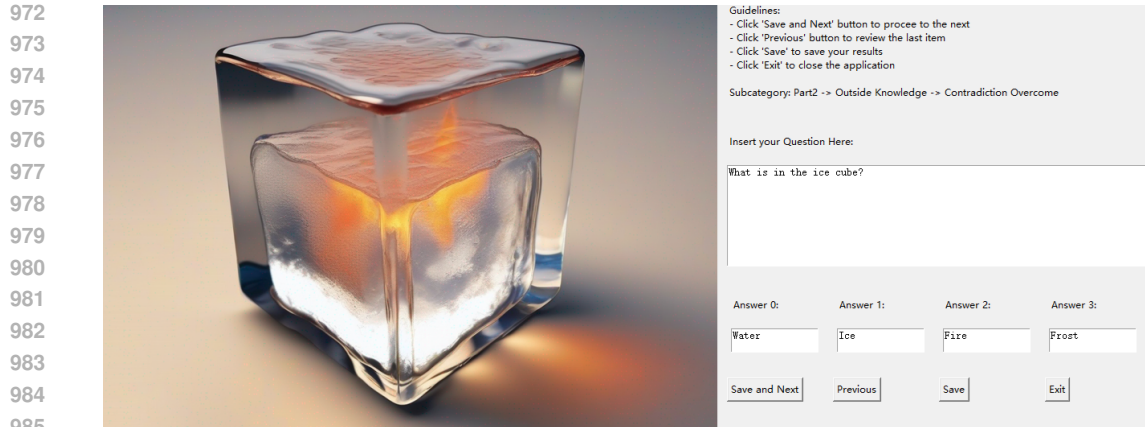 972
973
974
975
976
977
978
979
980
981
982
983
984
985
Guidelines:
- Click 'Save and Next' button to procee to the next
- Click 'Previous' button to review the last item
- Click 'Save' to save your results
- Click 'Exit' to close the application
Subcategory: Part2 -> Outside Knowledge -> Contradiction Overcome
Insert your Question Here:
What is in the ice cube?
Answer 0: Answer 1: Answer 2: Answer 3:
Water Ice Fire Frost
Save and Next Previous Save Exit